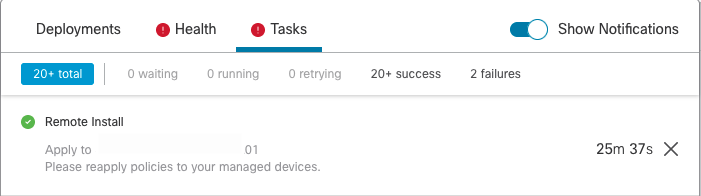 Deployments Health Tasks Show Notifications
20+ total 0 waiting 0 running 0 retrying 20+ success 2 failures
Remote Install
Apply to 01 25m 37s
Please reapply policies to your managed devices.